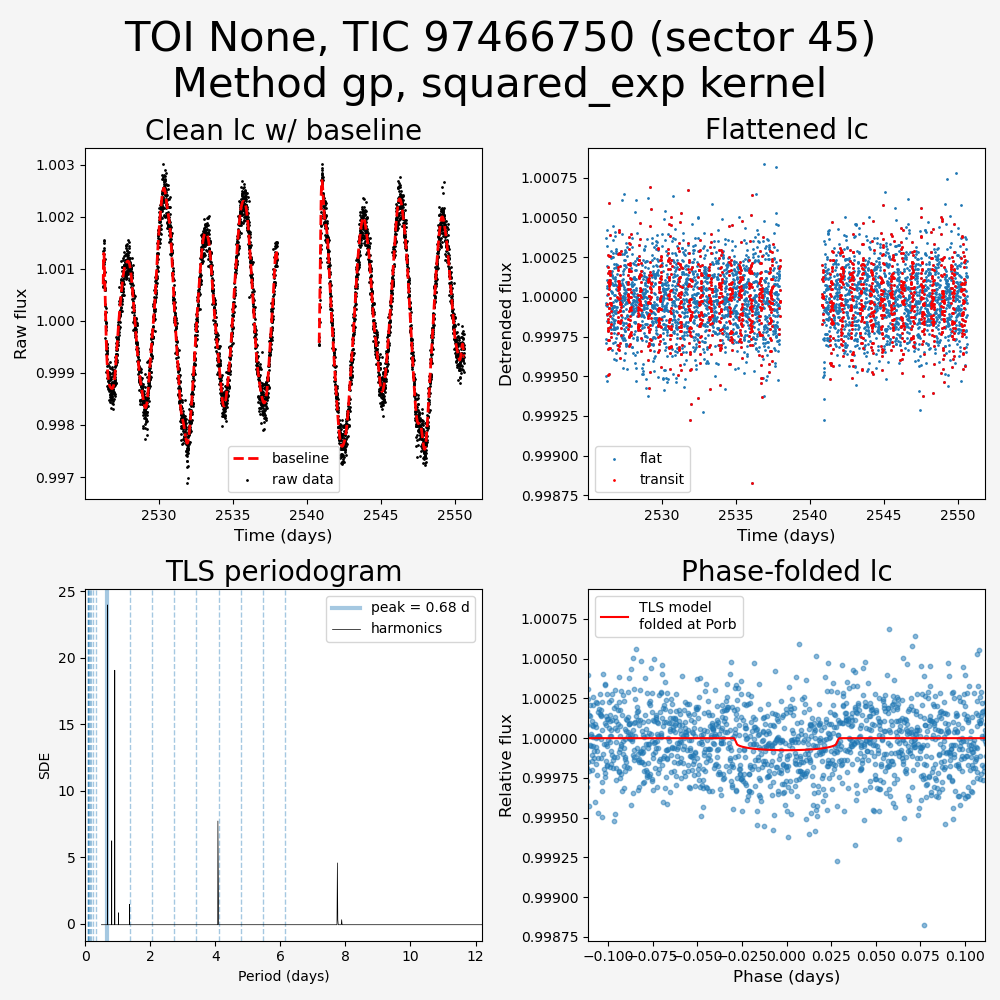 TOI None, TIC 97466750 (sector 45)
Method gp, squared_exp kernel
Clean lc w/ baseline
Raw flux
1.003
1.002
1.001
1.000
0.999
0.998
0.997
baseline
raw data
2530 2535 2540 2545 2550
Time (days)
Flattened lc
Detrended flux
1.00075
1.00050
1.00025
1.00000
0.99975
0.99950
0.99925
0.99900
0.99875
flat
transit
2530 2535 2540 2545 2550
Time (days)
TLS periodogram
SDE
25
20
15
10
5
0
peak = 0.68 d
harmonics
0 2 4 6 8 10 12
Period (days)
Phase-folded lc
Relative flux
1.00075
1.00050
1.00025
1.00000
0.99975
0.99950
0.99925
0.99900
0.99875
TLS model
folded at Porb
−0.100 −0.075 −0.050 −0.025 0.000 0.025 0.050 0.075 0.100
Phase (days)